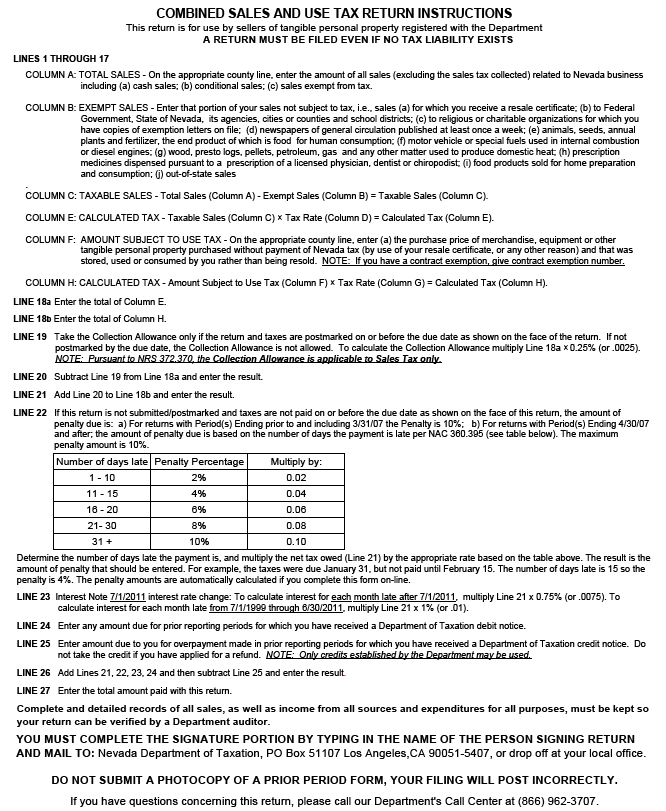 COMBINED SALES AND USE TAX RETURN INSTRUCTIONS
This return is for use by sellers of tangible personal property registered with the Department
A RETURN MUST BE FILED EVEN IF NO TAX LIABILITY EXISTS
LINES 1 THROUGH 17
COLUMN A: TOTAL SALES - On the appropriate county line, enter the amount of all sales (excluding the sales tax collected) related to Nevada business
including (a) cash sales; (b) conditional sales; (c) sales exempt from tax.
COLUMN B: EXEMPT SALES - Enter that portion of your sales not subject to tax, i.e., sales (a) for which you receive a resale certificate; (b) to Federal
Government, State of Nevada, its agencies, cities or counties and school districts; (c) to religious or charitable organizations for which you
have copies of exemption letters on file; (d) newspapers of general circulation published at least once a week; (e) animals, seeds, annual
plants and fertilizer, the end product of which is food for human consumption; (f) motor vehicle or special fuels used in internal combustion
or diesel engines; (g) wood, presto logs, pellets, petroleum, gas and any other matter used to produce domestic heat; (h) prescription
medicines dispensed pursuant to a prescription of a licensed physician, dentist or chiropodist; (i) food products sold for home preparation
and consumption; (j) out-of-state sales
.
COLUMN C: TAXABLE SALES - Total Sales (Column A) - Exempt Sales (Column B) = Taxable Sales (Column C).
COLUMN E: CALCULATED TAX - Taxable Sales (Column C) x Tax Rate (Column D) = Calculated Tax (Column E).
COLUMN F: AMOUNT SUBJECT TO USE TAX - On the appropriate county line, enter (a) the purchase price of merchandise, equipment or other
tangible personal property purchased without payment of Nevada tax (by use of your resale certificate, or any other reason) and that was
stored, used or consumed by you rather than being resold. NOTE: If you have a contract exemption, give contract exemption number.
COLUMN H: CALCULATED TAX - Amount Subject to Use Tax (Column F) x Tax Rate (Column G) = Calculated Tax (Column H).
LINE 18a Enter the total of Column E.
LINE 18b Enter the total of Column H.
LINE 19 Take the Collection Allowance only if the return and taxes are postmarked on or before the due date as shown on the face of the return. If not
postmarked by the due date, the Collection Allowance is not allowed. To calculate the Collection Allowance multiply Line 18a x 0.25% (or .0025).
NOTE: Pursuant to NRS 372.370, the Collection Allowance is applicable to Sales Tax only.
LINE 20 Subtract Line 19 from Line 18a and enter the result.
LINE 21 Add Line 20 to Line 18b and enter the result.
LINE 22 If this return is not submitted/postmarked and taxes are not paid on or before the due date as shown on the face of this return, the amount of
penalty due is: a) For returns with Period(s) Ending prior to and including 3/31/07 the Penalty is 10%; b) For returns with Period(s) Ending 4/30/07
and after; the amount of penalty due is based on the number of days the payment is late per NAC 360.395 (see table below). The maximum
penalty amount is 10%.
Number of days late Penalty Percentage Multiply by:
1 - 10 2% 0.02
11 - 15 4% 0.04
16 - 20 6% 0.06
21- 30 8% 0.08
31 + 10% 0.10
Determine the number of days late the payment is, and multiply the net tax owed (Line 21) by the appropriate rate based on the table above. The result is the
amount of penalty that should be entered. For example, the taxes were due January 31, but not paid until February 15. The number of days late is 15 so the
penalty is 4%. The penalty amounts are automatically calculated if you complete this form on-line.
LINE 23 Interest Note 7/1/2011 interest rate change: To calculate interest for each month late after 7/1/2011, multiply Line 21 x 0.75% (or .0075). To
calculate interest for each month late from 7/1/1999 through 6/30/2011, multiply Line 21 x 1% (or .01).
LINE 24 Enter any amount due for prior reporting periods for which you have received a Department of Taxation debit notice.
LINE 25 Enter amount due to you for overpayment made in prior reporting periods for which you have received a Department of Taxation credit notice. Do
not take the credit if you have applied for a refund. NOTE: Only credits established by the Department may be used.
LINE 26 Add Lines 21, 22, 23, 24 and then subtract Line 25 and enter the result.
LINE 27 Enter the total amount paid with this return.
Complete and detailed records of all sales, as well as income from all sources and expenditures for all purposes, must be kept so
your return can be verified by a Department auditor.
YOU MUST COMPLETE THE SIGNATURE PORTION BY TYPING IN THE NAME OF THE PERSON SIGNING RETURN
AND MAIL TO: Nevada Department of Taxation, PO Box 51107 Los Angeles,CA 90051-5407, or drop off at your local office.
DO NOT SUBMIT A PHOTOCOPY OF A PRIOR PERIOD FORM, YOUR FILING WILL POST INCORRECTLY.
If you have questions concerning this return, please call our Department's Call Center at (866) 962-3707.